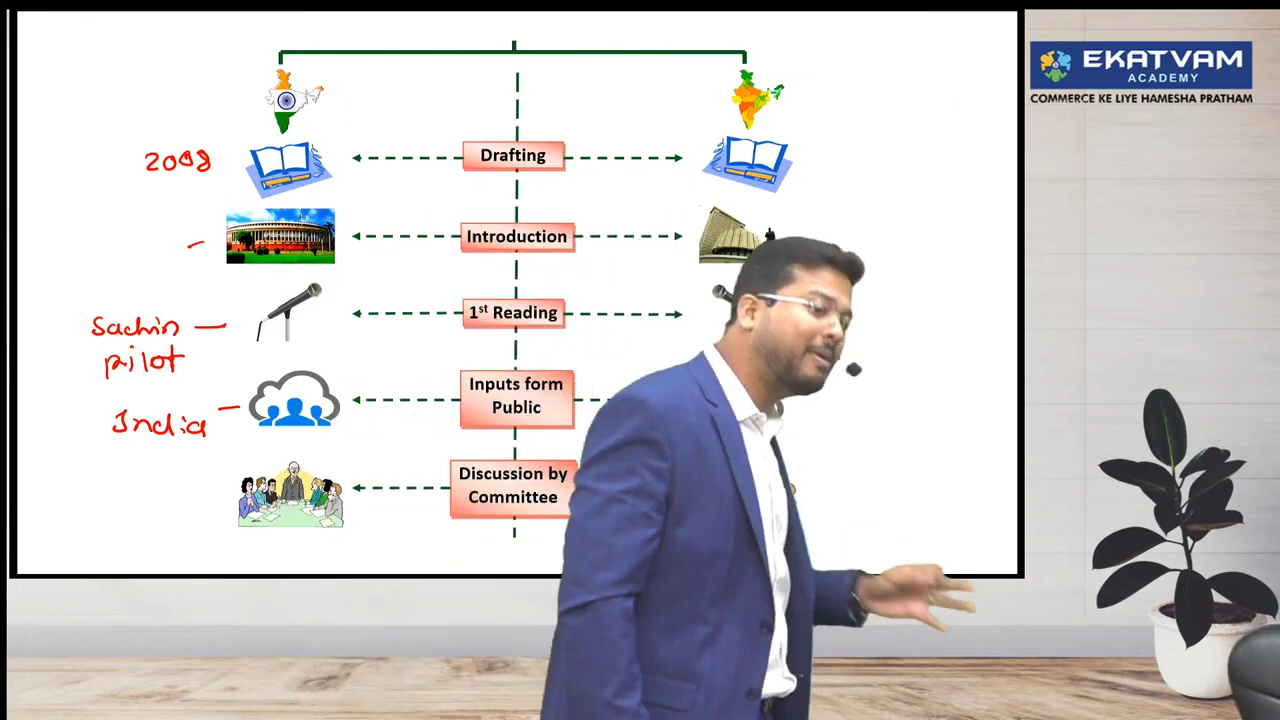 EKATVAM
ACADEMY
COMMERCE KE LIYE HAMESHA PRATHAM
2008
Drafting
Introduction
Sachin
pilot
1st Reading
India
Inputs form
Public
Discussion by
Committee